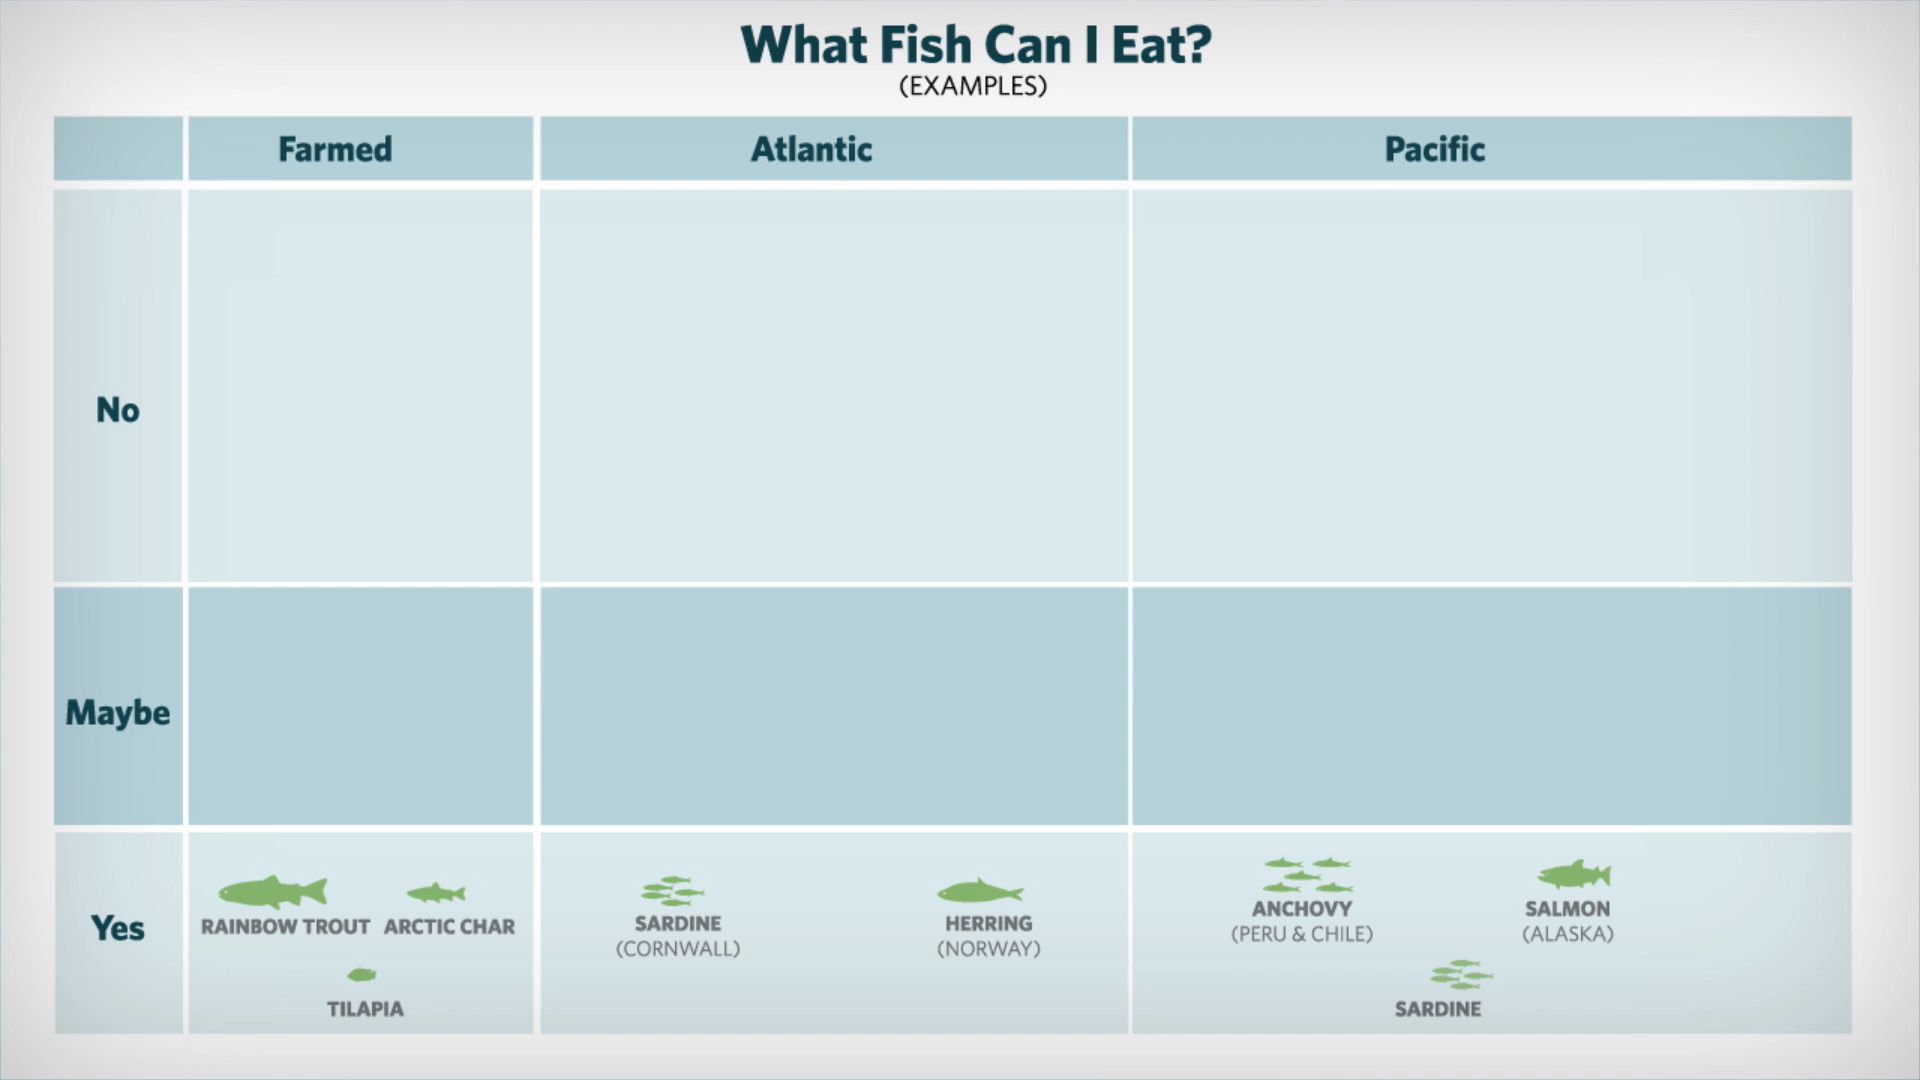 What Fish Can I Eat?
(EXAMPLES)
Farmed Atlantic Pacific
No
Maybe
Yes
RAINBOW TROUT ARCTIC CHAR
TILAPIA
SARDINE
(CORNWALL)
HERRING
(NORWAY)
ANCHOVY
(PERU & CHILE)
SALMON
(ALASKA)
SARDINE